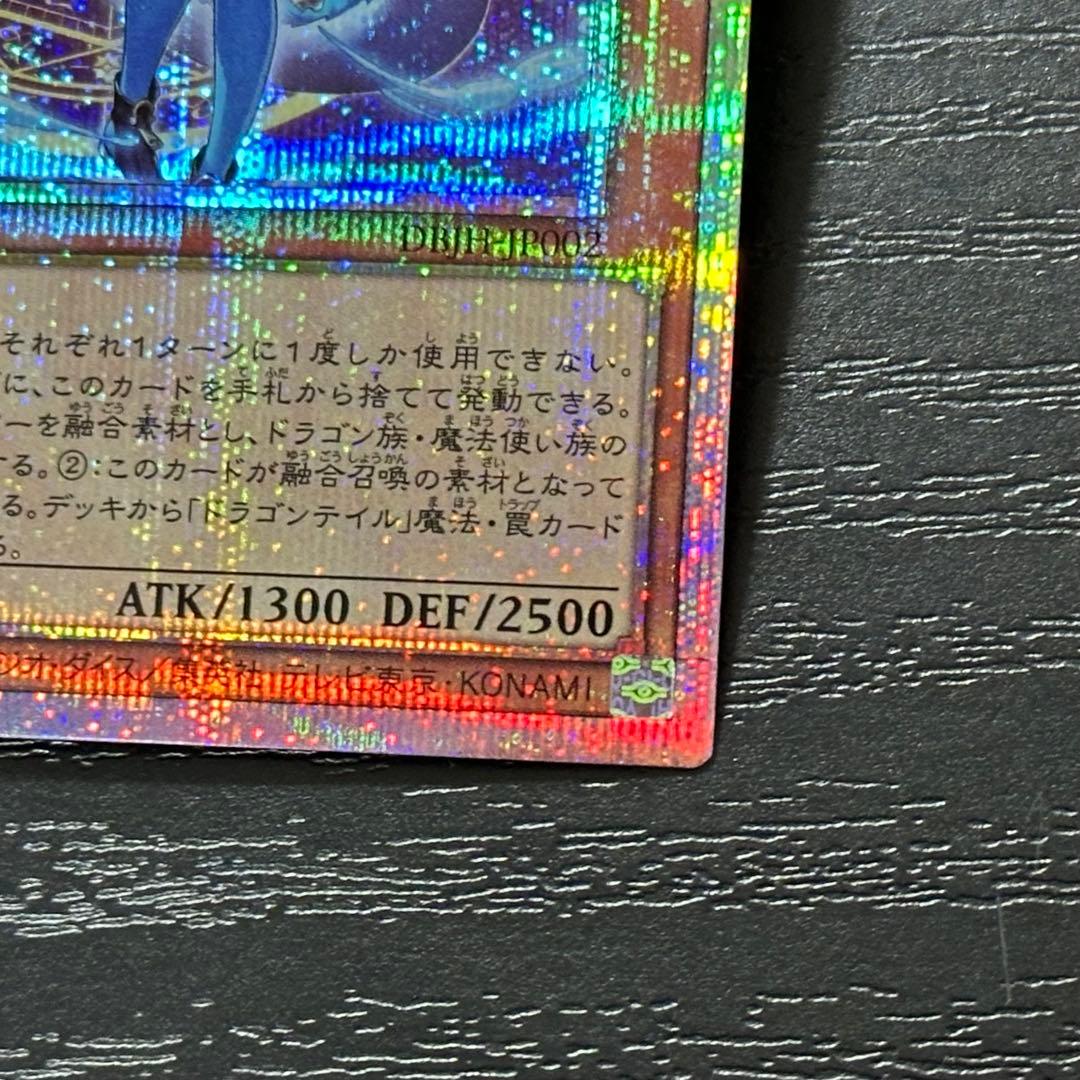 DBJH-JP002
それぞれ1ターンに1度しか使用できない。
に、このカードを手札から捨てて発動できる。
ーを融合素材とし、ドラゴン族・魔法使い族の
する。②:このカードが融合召喚の素材となって
る。デッキから「ドラゴンテイル」魔法・罠カード
る。
ATK/1300 DEF/2500
ジオ・ダイス/集英社・テレビ東京・KONAMI